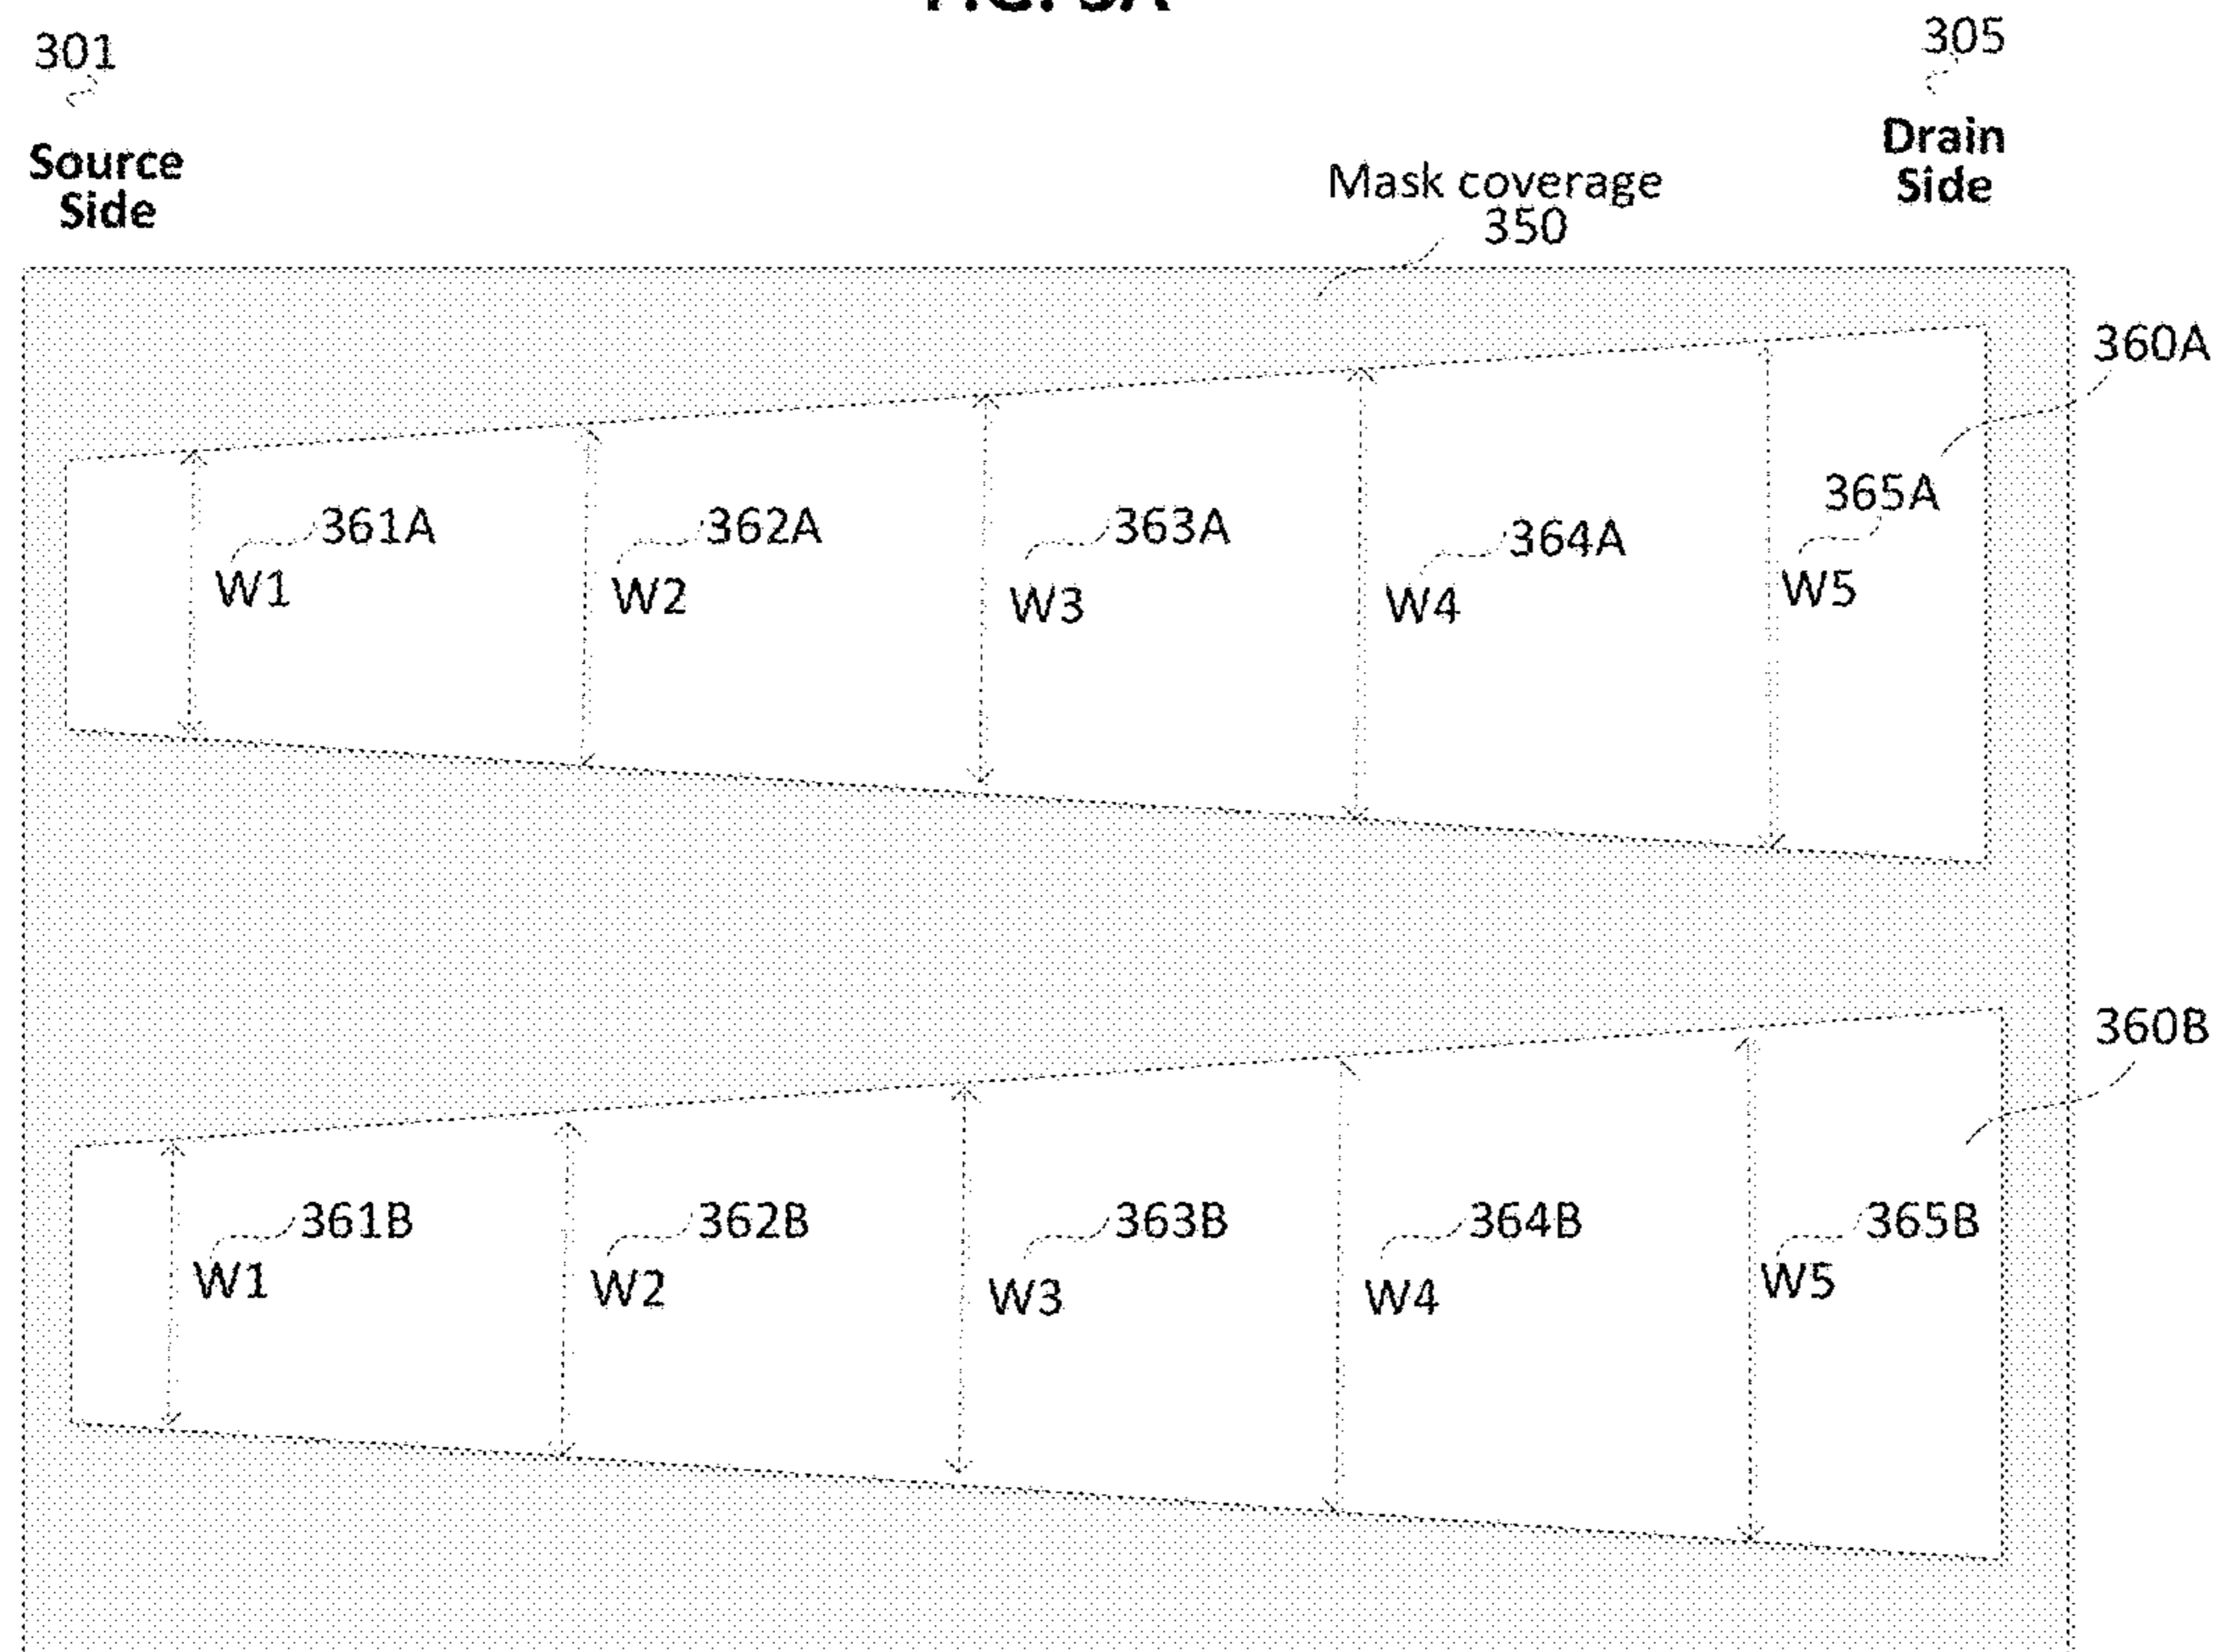 301
305
Source
Side
Drain
Side
Mask coverage
350
360A
365A
361A
362A
363A
364A
W1
W2
W3
W4
W5
360B
361B
362B
363B
364B
365B
W1
W2
W3
W4
W5